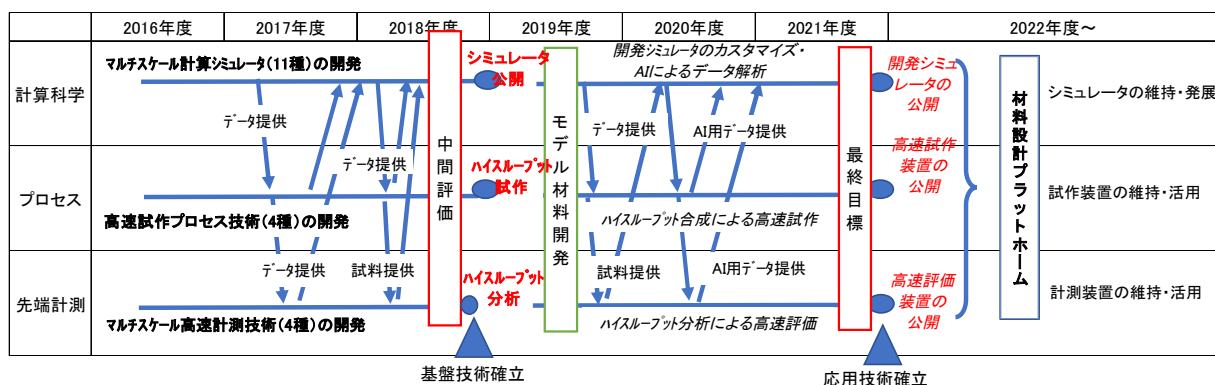 2016年度
2017年度
2018年度
2019年度
2020年度
2021年度
2022年度～
計算科学
マルチスケール計算シミュレータ(11種)の開発
シミュレータ
公開
開発シミュレータのカスタマイズ・
AIによるデータ解析
開発シミュ
レータの
公開
シミュレータの維持・発展
データ提供
データ提供
データ提供
AI用データ提供
プロセス
ハイスループット
試作
高速試作
装置の
公開
試作装置の維持・活用
高速試作プロセス技術(4種)の開発
ハイスループット合成による高速試作
データ提供
試料提供
試料提供
AI用データ提供
先端計測
ハイスループット
分析
高速評価
装置の
公開
計測装置の維持・活用
マルチスケール高速計測技術(4種)の開発
ハイスループット分析による高速評価
中間評価
モデル材料開発
最終目標
材料設計プラットホーム
基盤技術確立
応用技術確立